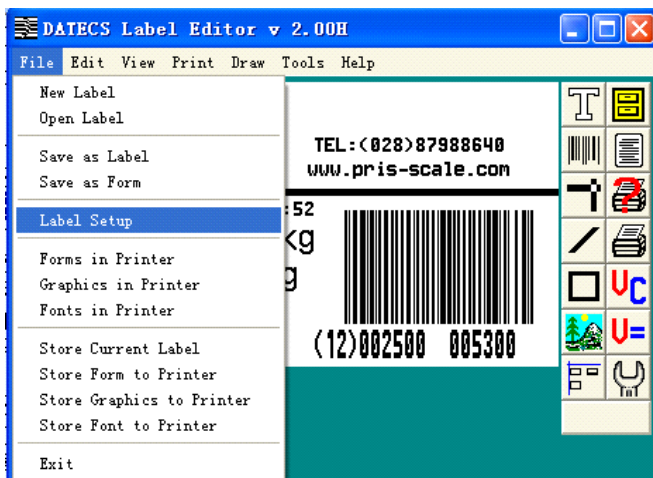 DATECS Label Editor v 2.00H
File Edit View Print Draw Tools Help
New Label
Open Label
Save as Label
Save as Form
Label Setup
Forms in Printer
Graphics in Printer
Fonts in Printer
Store Current Label
Store Form to Printer
Store Graphics to Printer
Store Font to Printer
Exit
TEL:(028)87988640
www.pris-scale.com
:52
kg
g
(12)002500 005300
T
?
VC
V=